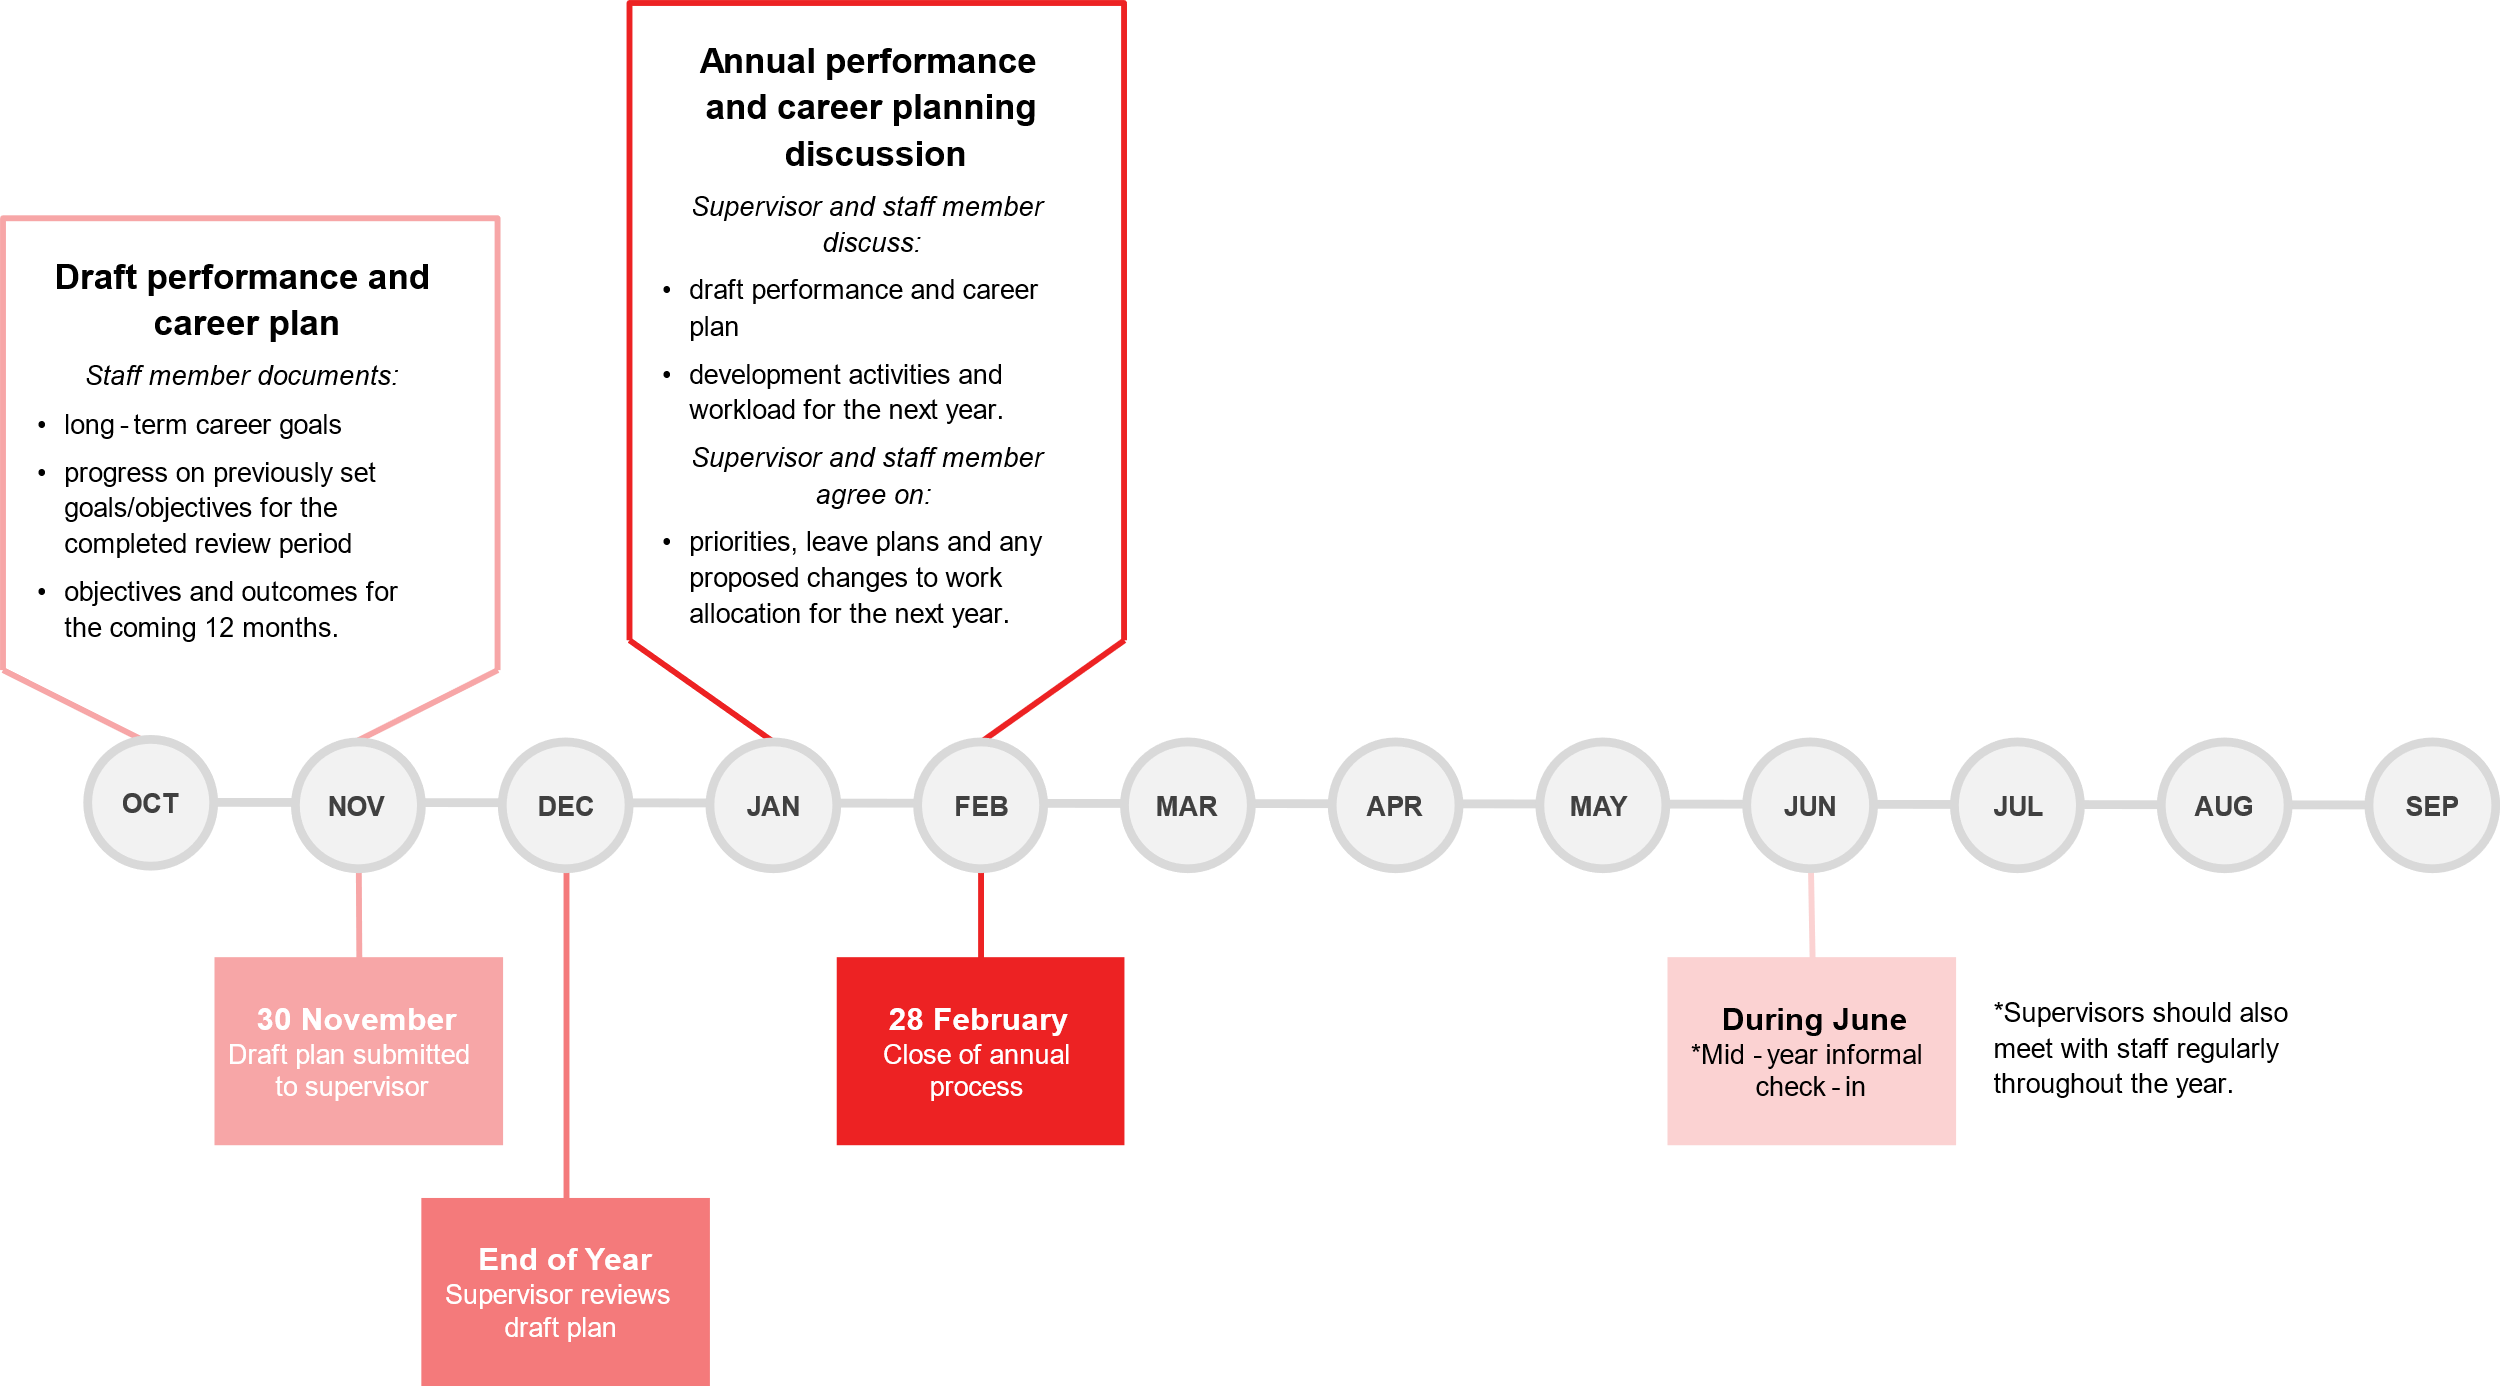 Annual performance
and career planning
discussion
Supervisor and staff member
discuss:
• draft performance and career
plan
• development activities and
workload for the next year.
Supervisor and staff member
agree on:
• priorities, leave plans and any
proposed changes to work
allocation for the next year.
Draft performance and
career plan
Staff member documents:
• long-term career goals
• progress on previously set
goals/objectives for the
completed review period
• objectives and outcomes for
the coming 12 months.
OCT NOV DEC JAN FEB MAR APR MAY JUN JUL AUG SEP
30 November
Draft plan submitted
to supervisor
End of Year
Supervisor reviews
draft plan
28 February
Close of annual
process
During June
*Mid-year informal
check-in
*Supervisors should also
meet with staff regularly
throughout the year.